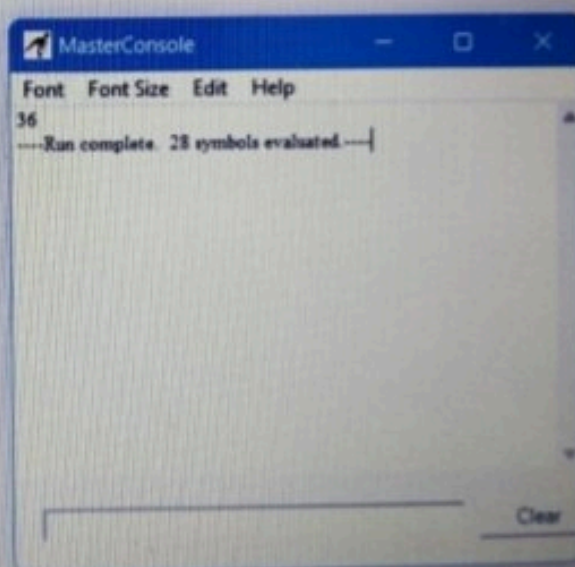 MasterConsole
Font Font Size Edit Help
36
----Run complete. 28 symbols evaluated.----
Clear